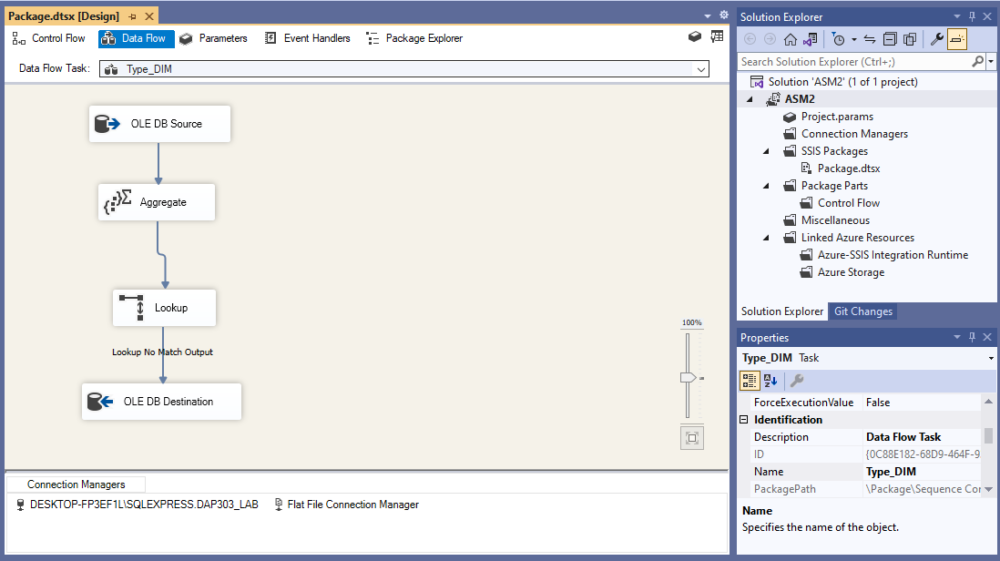 Package.dtsx [Design]
Control Flow
Data Flow
Parameters
Event Handlers
Package Explorer
Data Flow Task:
Type_DIM
OLE DB Source
Aggregate
Lookup
Lookup No Match Output
OLE DB Destination
100%
Connection Managers
DESKTOP-FP3EF1L\SQLEXPRESS.DAP303_LAB
Flat File Connection Manager
Solution Explorer
Search Solution Explorer (Ctrl+;)
Solution 'ASM2' (1 of 1 project)
ASM2
Project.params
Connection Managers
SSIS Packages
Package.dtsx
Package Parts
Control Flow
Miscellaneous
Linked Azure Resources
Azure-SSIS Integration Runtime
Azure Storage
Solution Explorer
Git Changes
Properties
Type_DIM Task
ForceExecutionValue False
Identification
Description Data Flow Task
ID {0C88E182-68D9-464F-9
Name Type_DIM
PackagePath \Package\Sequence Cor
Name
Specifies the name of the object.